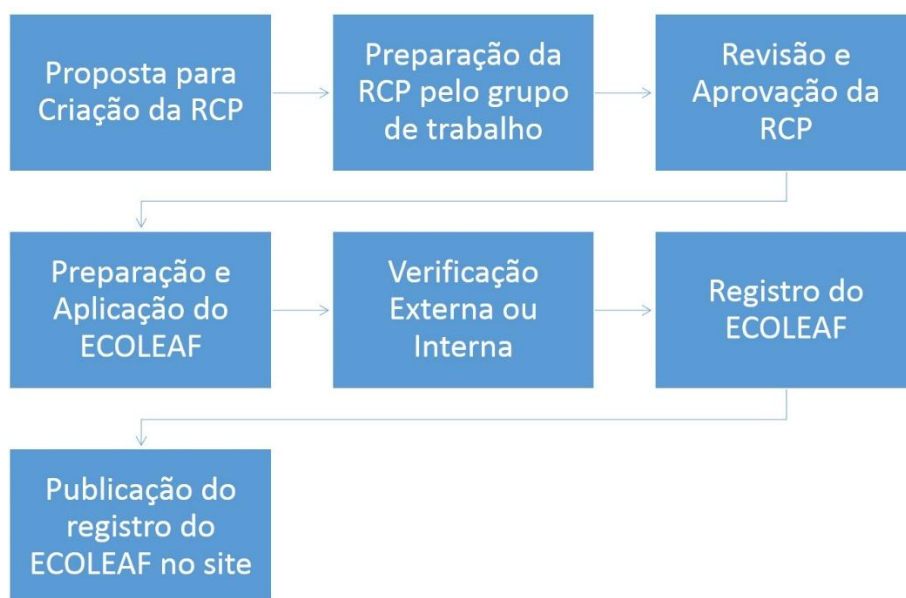 Proposta para
Criação da RCP
Preparação da
RCP pelo grupo
de trabalho
Revisão e
Aprovação da
RCP
Preparação e
Aplicação do
ECOLEAF
Verificação
Externa ou
Interna
Registro do
ECOLEAF
Publicação do
registro do
ECOLEAF no site